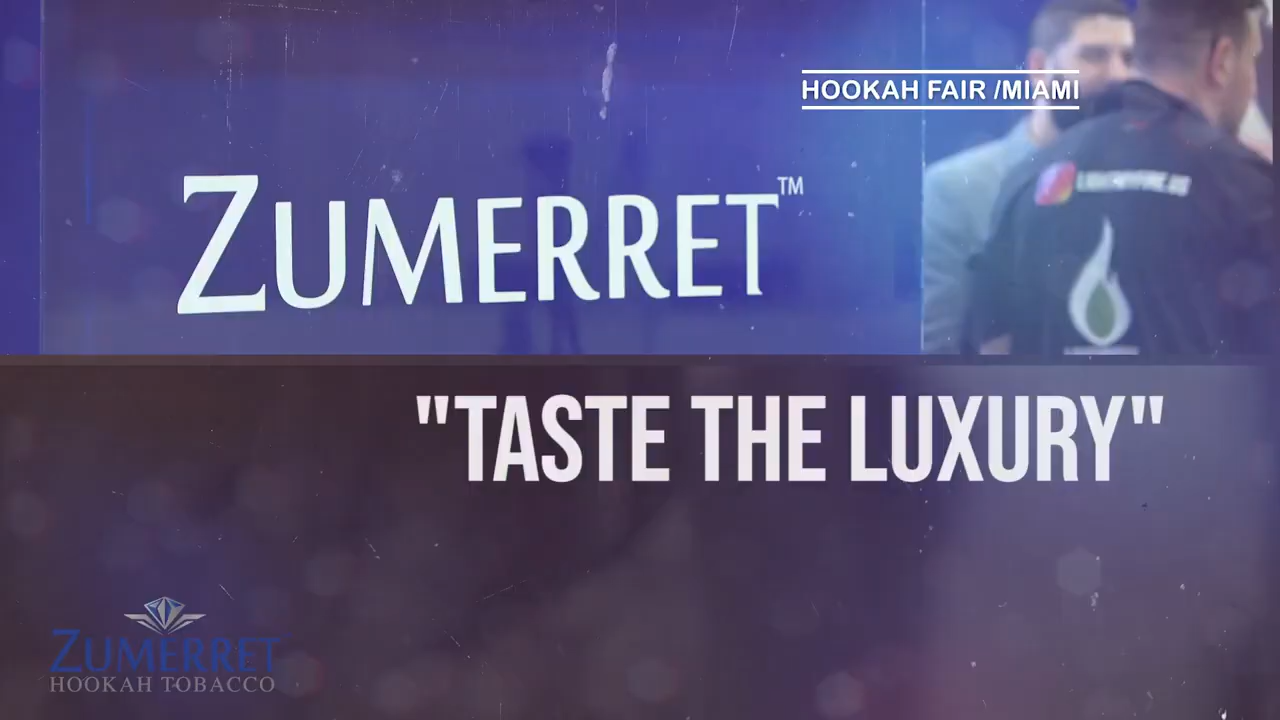 HOOKAH FAIR /MIAMI
ZUMERRET™
"TASTE THE LUXURY"
ZUMERRET
HOOKAH TOBACCO